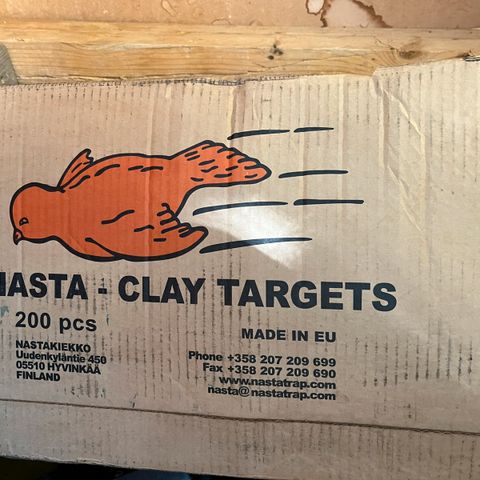 NASTA - CLAY TARGETS
200 pcs
MADE IN EU
NASTAKIEKKO
Uudenkyläntie 450
05510 HYVINKÄÄ
FINLAND
Phone +358 207 209 699
Fax +358 207 209 690
www.nastatrap.com
nasta@nastatrap.com